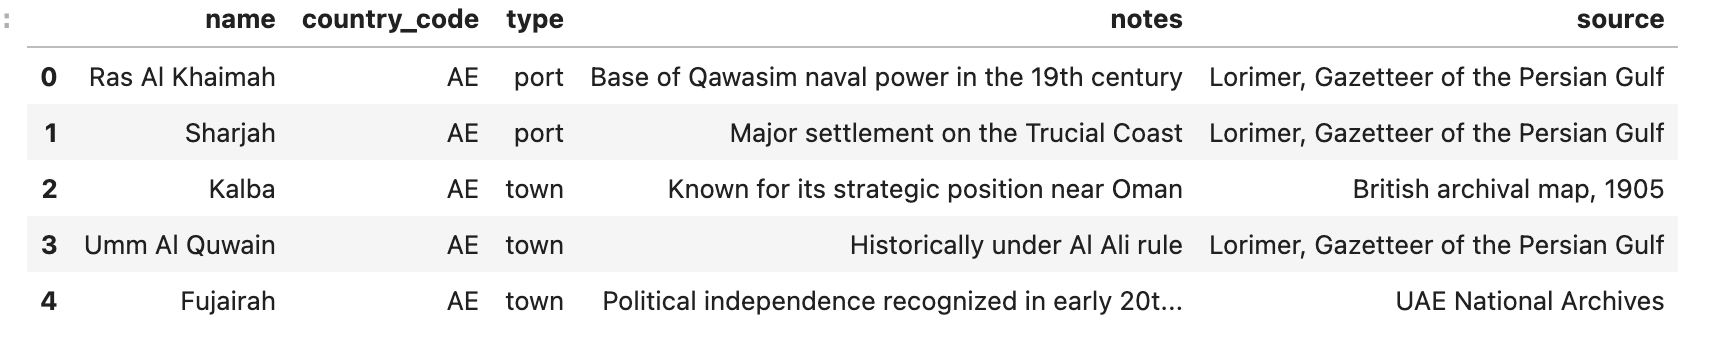 name country_code type notes source
0 Ras Al Khaimah AE port Base of Qawasim naval power in the 19th century Lorimer, Gazetteer of the Persian Gulf
1 Sharjah AE port Major settlement on the Trucial Coast Lorimer, Gazetteer of the Persian Gulf
2 Kalba AE town Known for its strategic position near Oman British archival map, 1905
3 Umm Al Quwain AE town Historically under Al Ali rule Lorimer, Gazetteer of the Persian Gulf
4 Fujairah AE town Political independence recognized in early 20t... UAE National Archives